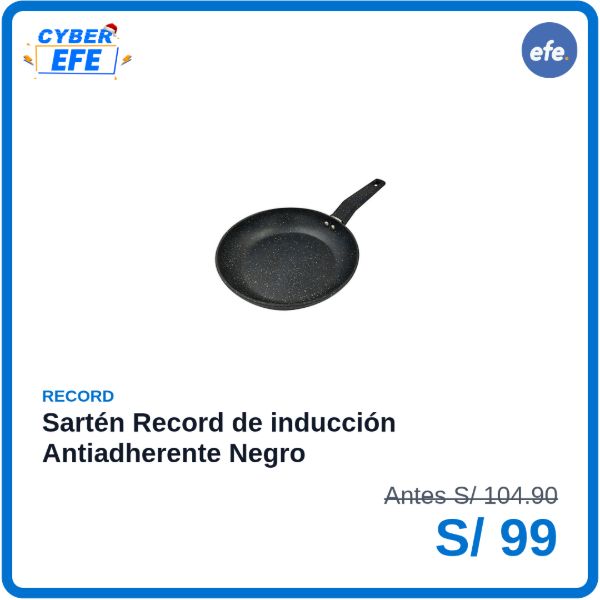 CYBER
EFE
efe.
RECORD
Sartén Record de inducción
Antiadherente Negro
Antes S/ 104.90
S/ 99